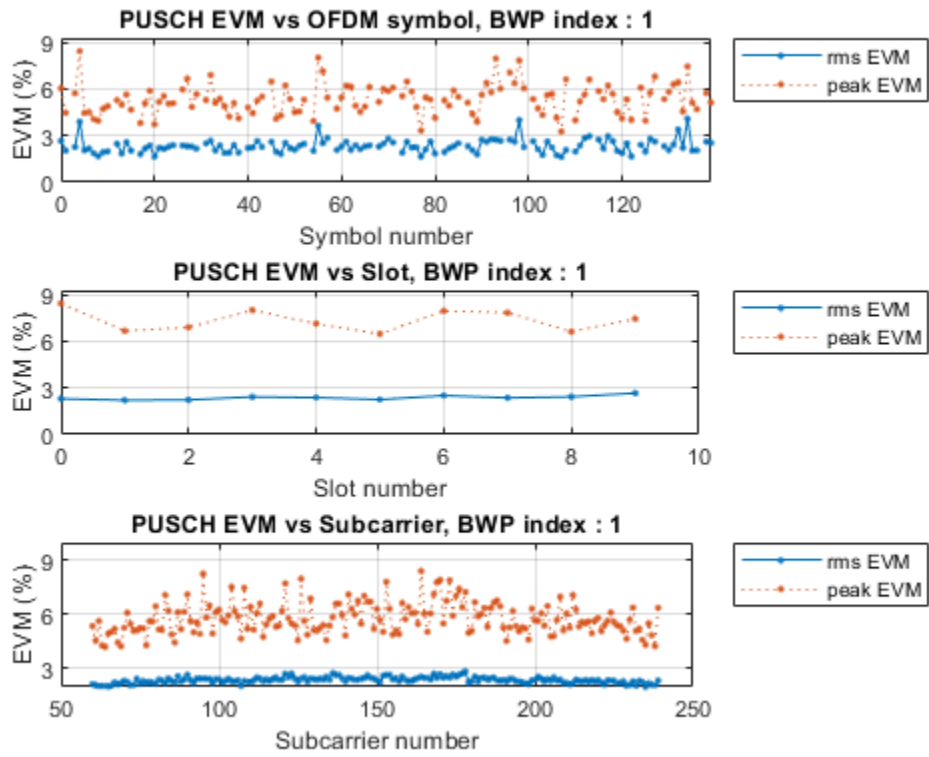 PUSCH EVM vs OFDM symbol, BWP index : 1
EVM (%)
9
6
3
0
0 20 40 60 80 100 120
Symbol number
rms EVM
peak EVM
PUSCH EVM vs Slot, BWP index : 1
EVM (%)
9
6
3
0
0 2 4 6 8 10
Slot number
rms EVM
peak EVM
PUSCH EVM vs Subcarrier, BWP index : 1
EVM (%)
9
6
3
50 100 150 200 250
Subcarrier number
rms EVM
peak EVM